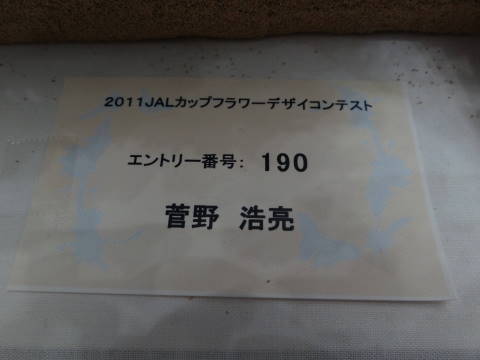 2011JALカップフラワーデザイコンテスト
エントリー番号: 190
菅野 浩亮